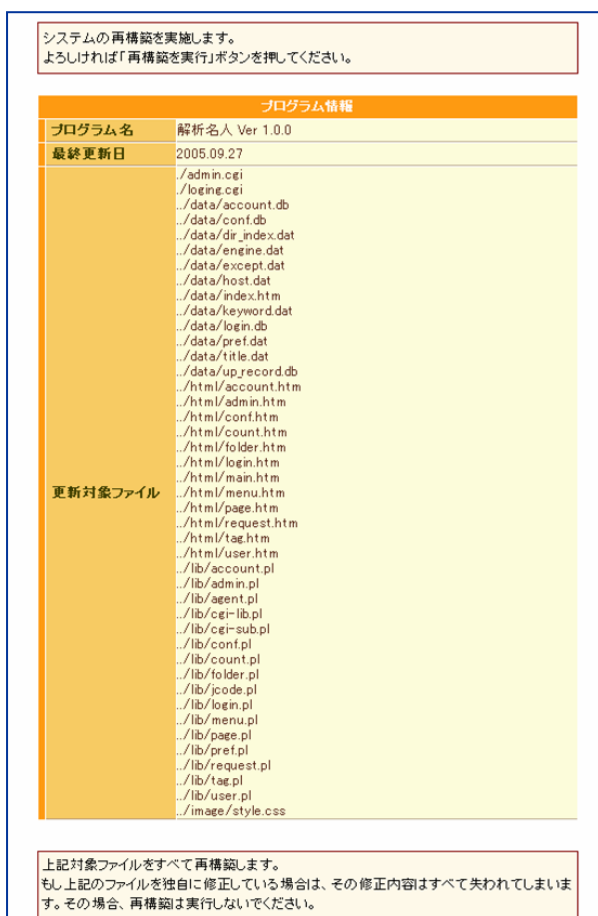 システムの再構築を実施します。
よろしければ「再構築を実行」ボタンを押してください。
プログラム情報
プログラム名 解析名人 Ver 1.0.0
最終更新日 2005.09.27
更新対象ファイル
./admin.cgi
./loging.cgi
../data/account.db
../data/conf.db
../data/dir_index.dat
../data/engine.dat
../data/except.dat
../data/host.dat
../data/index.htm
../data/keyword.dat
../data/login.db
../data/pref.dat
../data/title.dat
../data/up_record.db
../html/account.htm
../html/admin.htm
../html/conf.htm
../html/count.htm
../html/folder.htm
../html/login.htm
../html/main.htm
../html/menu.htm
../html/page.htm
../html/request.htm
../html/tag.htm
../html/user.htm
../lib/account.pl
../lib/admin.pl
../lib/agent.pl
../lib/cgi-lib.pl
../lib/cgi-sub.pl
../lib/conf.pl
../lib/count.pl
../lib/folder.pl
../lib/jcode.pl
../lib/login.pl
../lib/menu.pl
../lib/page.pl
../lib/pref.pl
../lib/request.pl
../lib/tag.pl
../lib/user.pl
../image/style.css
上記対象ファイルをすべて再構築します。
もし上記のファイルを独自に修正している場合は、その修正内容はすべて失われてしまいま
す。その場合、再構築は実行しないでください。